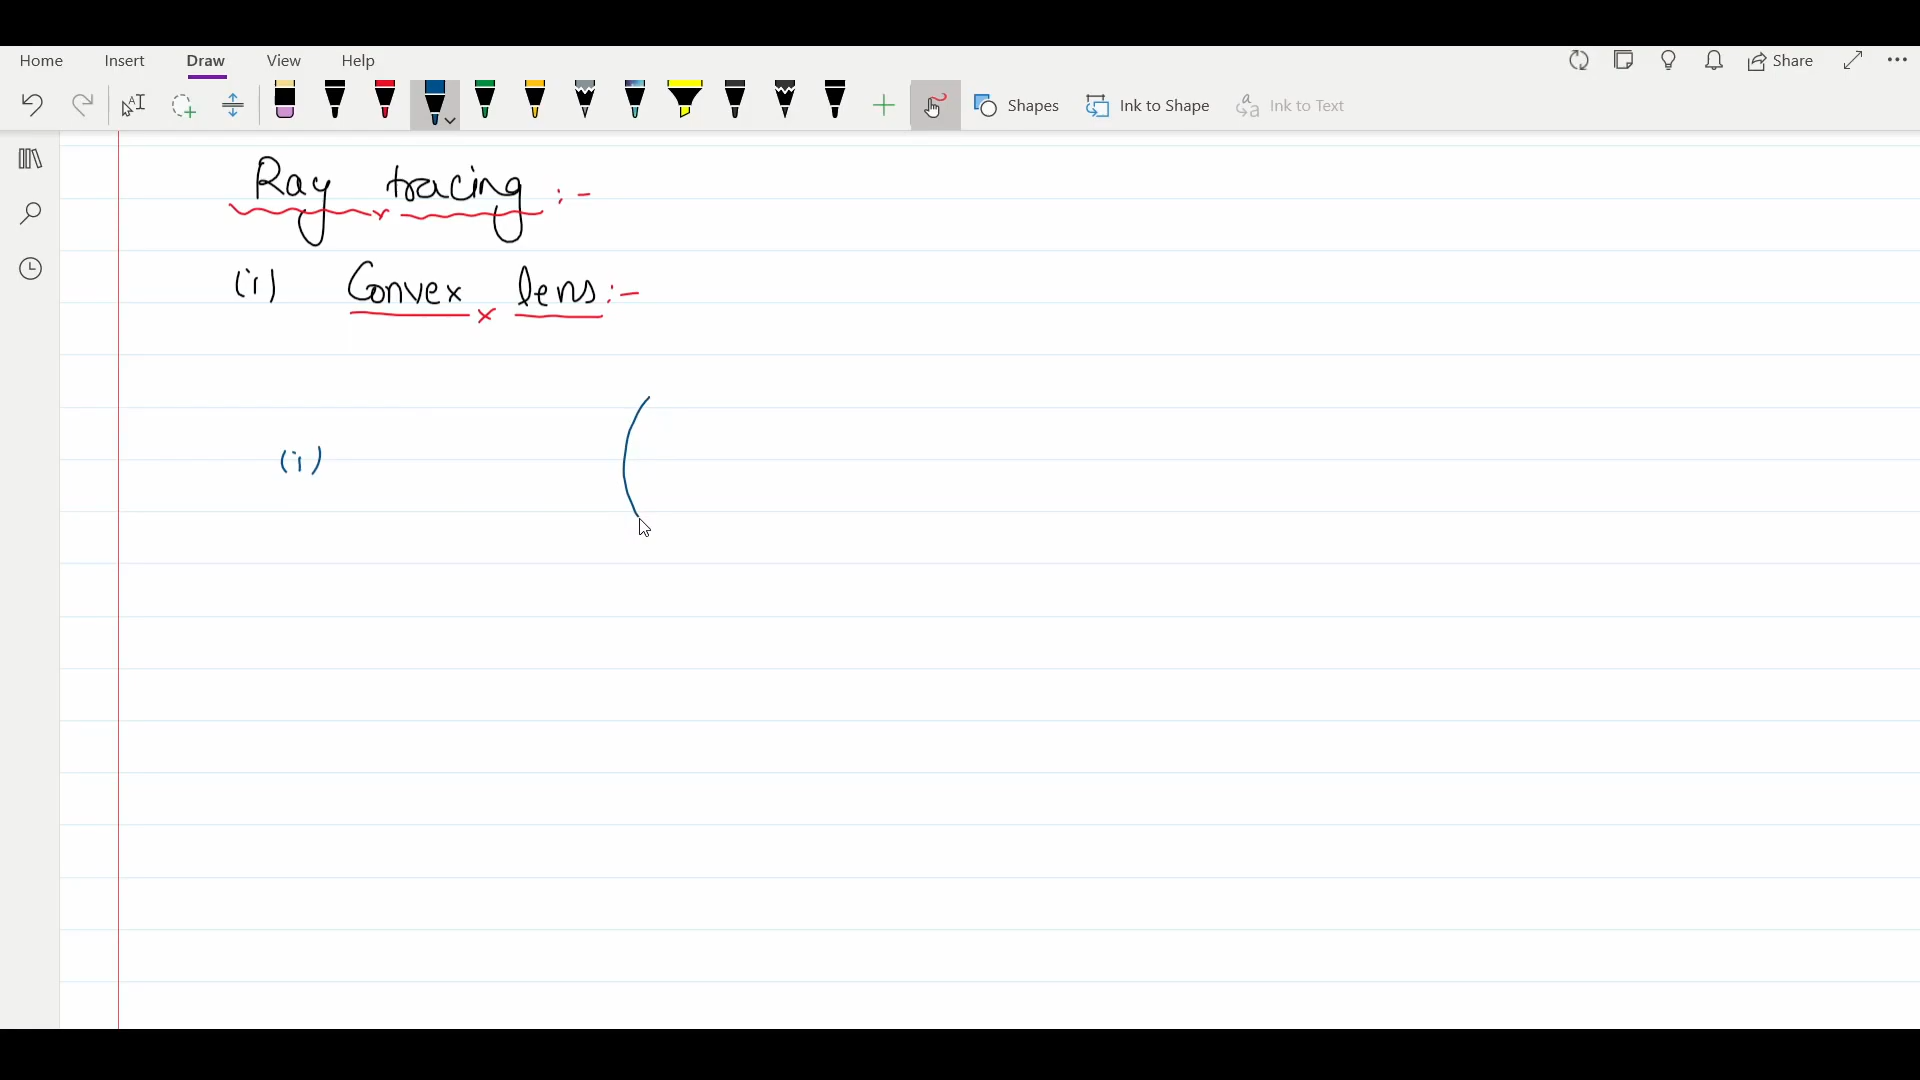 Home Insert Draw View Help Share
Shapes Ink to Shape Ink to Text
Ray tracing :-
(i) Convex lens :-
(i)